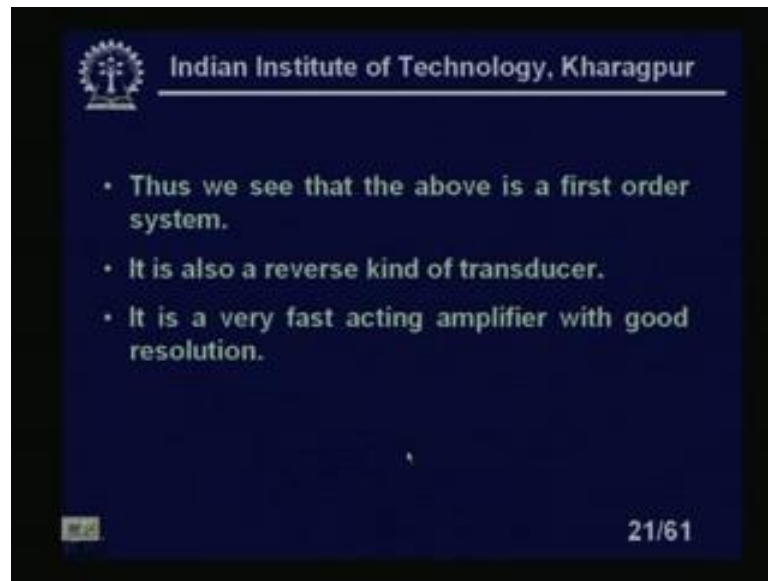 Indian Institute of Technology, Kharagpur
• Thus we see that the above is a first order
system.
• It is also a reverse kind of transducer.
• It is a very fast acting amplifier with good
resolution.
21/61